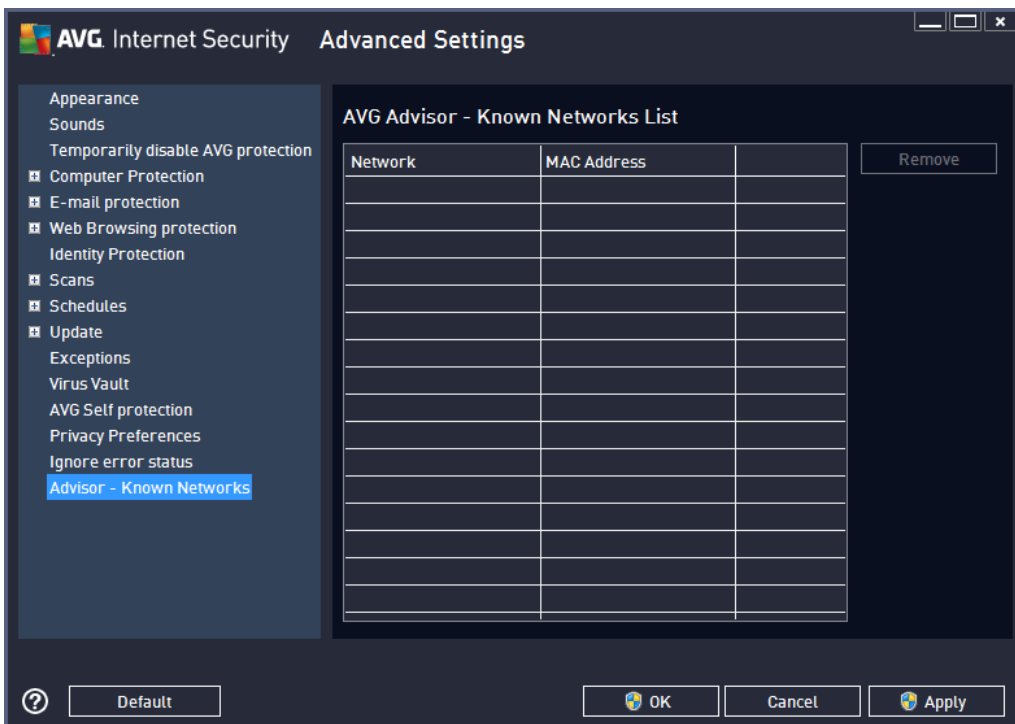 AVG. Internet Security Advanced Settings
Appearance
Sounds
Temporarily disable AVG protection
Computer Protection
E-mail protection
Web Browsing protection
Identity Protection
Scans
Schedules
Update
Exceptions
Virus Vault
AVG Self protection
Privacy Preferences
Ignore error status
Advisor - Known Networks
AVG Advisor - Known Networks List
Network MAC Address
Remove
Default
OK
Cancel
Apply